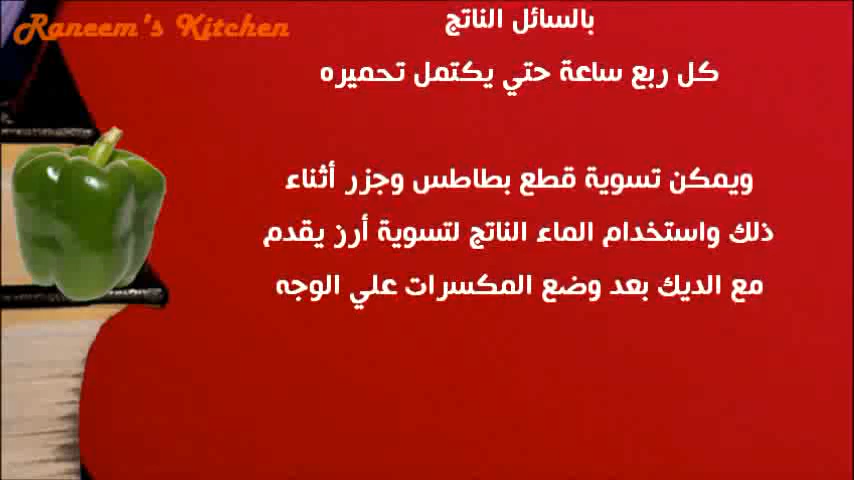 Raneem's Kitchen
بالسائل الناتج
كل ربع ساعة حتي يكتمل تحميره
ويمكن تسوية قطع بطاطس وجزر أثناء
ذلك واستخدام الماء الناتج لتسوية أرز يقدم
مع الديك بعد وضع المكسرات علي الوجه